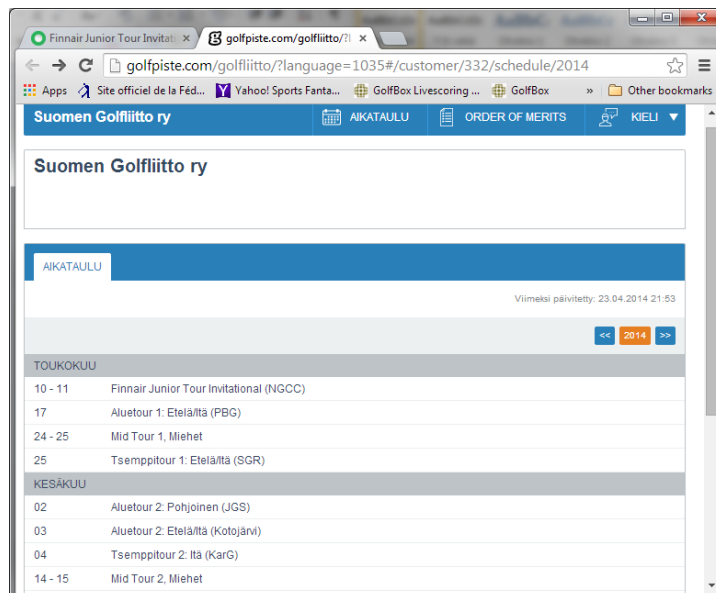 Finnair Junior Tour Invitati
golfpiste.com/golfliitto/?l
golfpiste.com/golfliitto/?language=1035#/customer/332/schedule/2014
Apps Site officiel de la Féd... Yahoo! Sports Fanta... GolfBox Livescoring ... GolfBox » Other bookmarks
Suomen Golfliitto ry AIKATAULU ORDER OF MERITS KIELI ▼
Suomen Golfliitto ry
AIKATAULU
Viimeksi päivitetty: 23.04.2014 21:53
<< 2014 >>
TOUKOKUU
10 - 11 Finnair Junior Tour Invitational (NGCC)
17 Aluetour 1: Etelä/Itä (PBG)
24 - 25 Mid Tour 1, Miehet
25 Tsemppitour 1: Etelä/Itä (SGR)
KESÄKUU
02 Aluetour 2: Pohjoinen (JGS)
03 Aluetour 2: Etelä/Itä (Kotojärvi)
04 Tsemppitour 2: Itä (KarG)
14 - 15 Mid Tour 2, Miehet